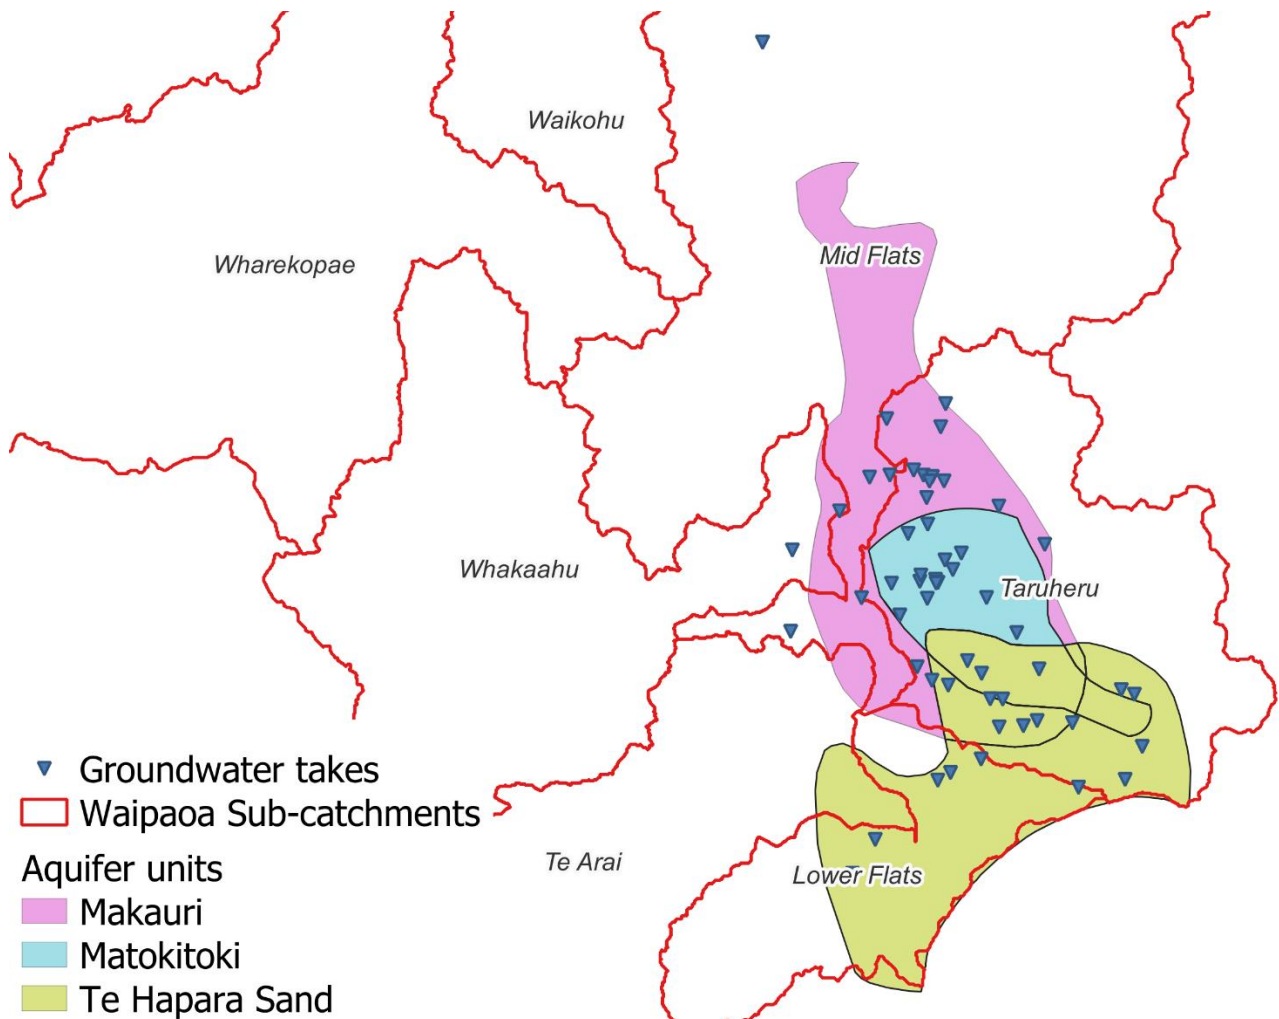 Waikohu
Mid Flats
Wharekopae
Whakaahu
Taruheru
Groundwater takes
Waipaoa Sub-catchments
Te Arai
Lower Flats
Aquifer units
Makauri
Matokitoki
Te Hapara Sand